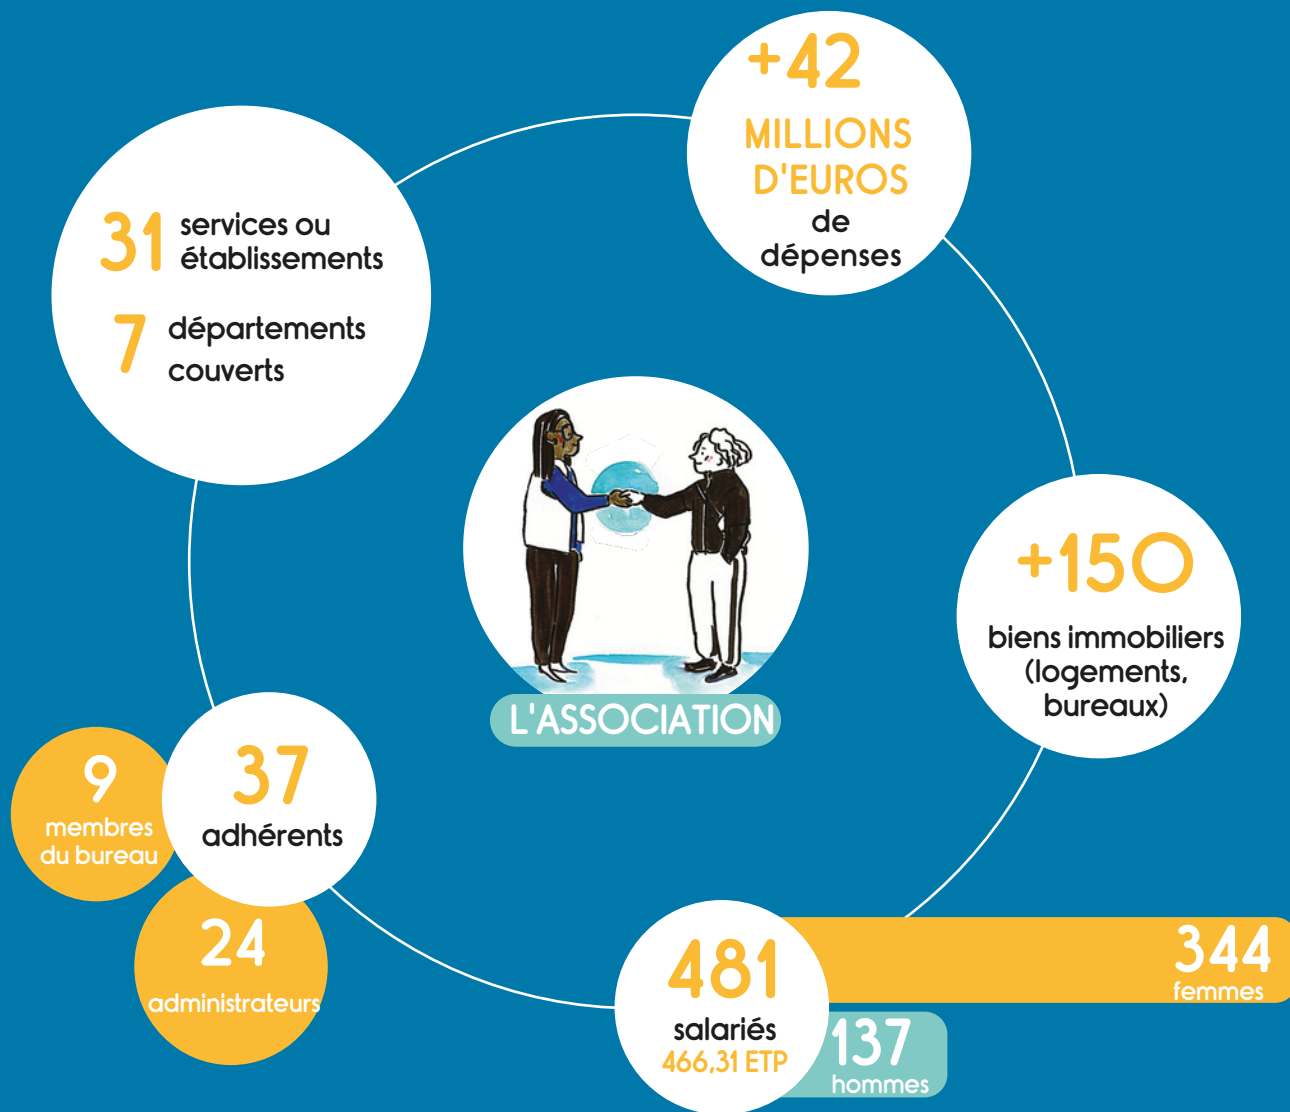 +42
MILLIONS
D'EUROS
de
dépenses
31 services ou
établissements
7 départements
couverts
+150
biens immobiliers
(logements,
bureaux)
L'ASSOCIATION
37
adhérents
9
membres
du bureau
24
administrateurs
481
salariés
466,31 ETP
344
femmes
137
hommes